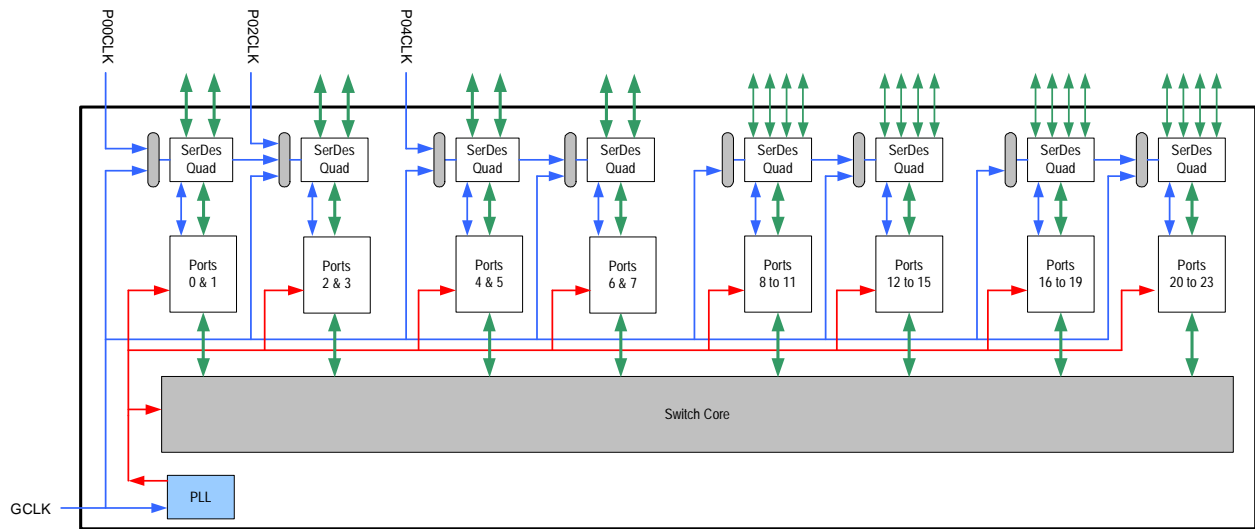 P00CLK
P02CLK
P04CLK
SerDes
Quad
SerDes
Quad
SerDes
Quad
SerDes
Quad
SerDes
Quad
SerDes
Quad
SerDes
Quad
SerDes
Quad
Ports
0 & 1
Ports
2 & 3
Ports
4 & 5
Ports
6 & 7
Ports
8 to 11
Ports
12 to 15
Ports
16 to 19
Ports
20 to 23
Switch Core
PLL
GCLK